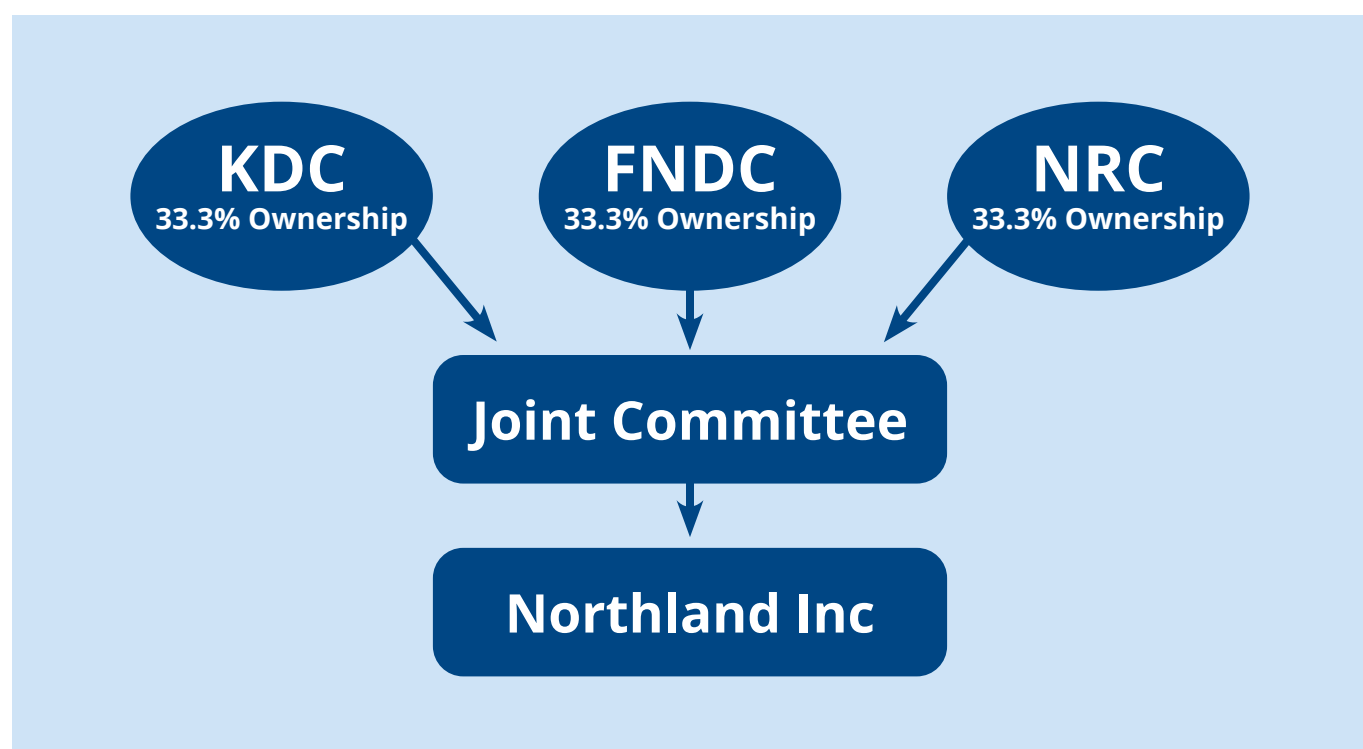 KDC
33.3% Ownership
FNDC
33.3% Ownership
NRC
33.3% Ownership
Joint Committee
Northland Inc